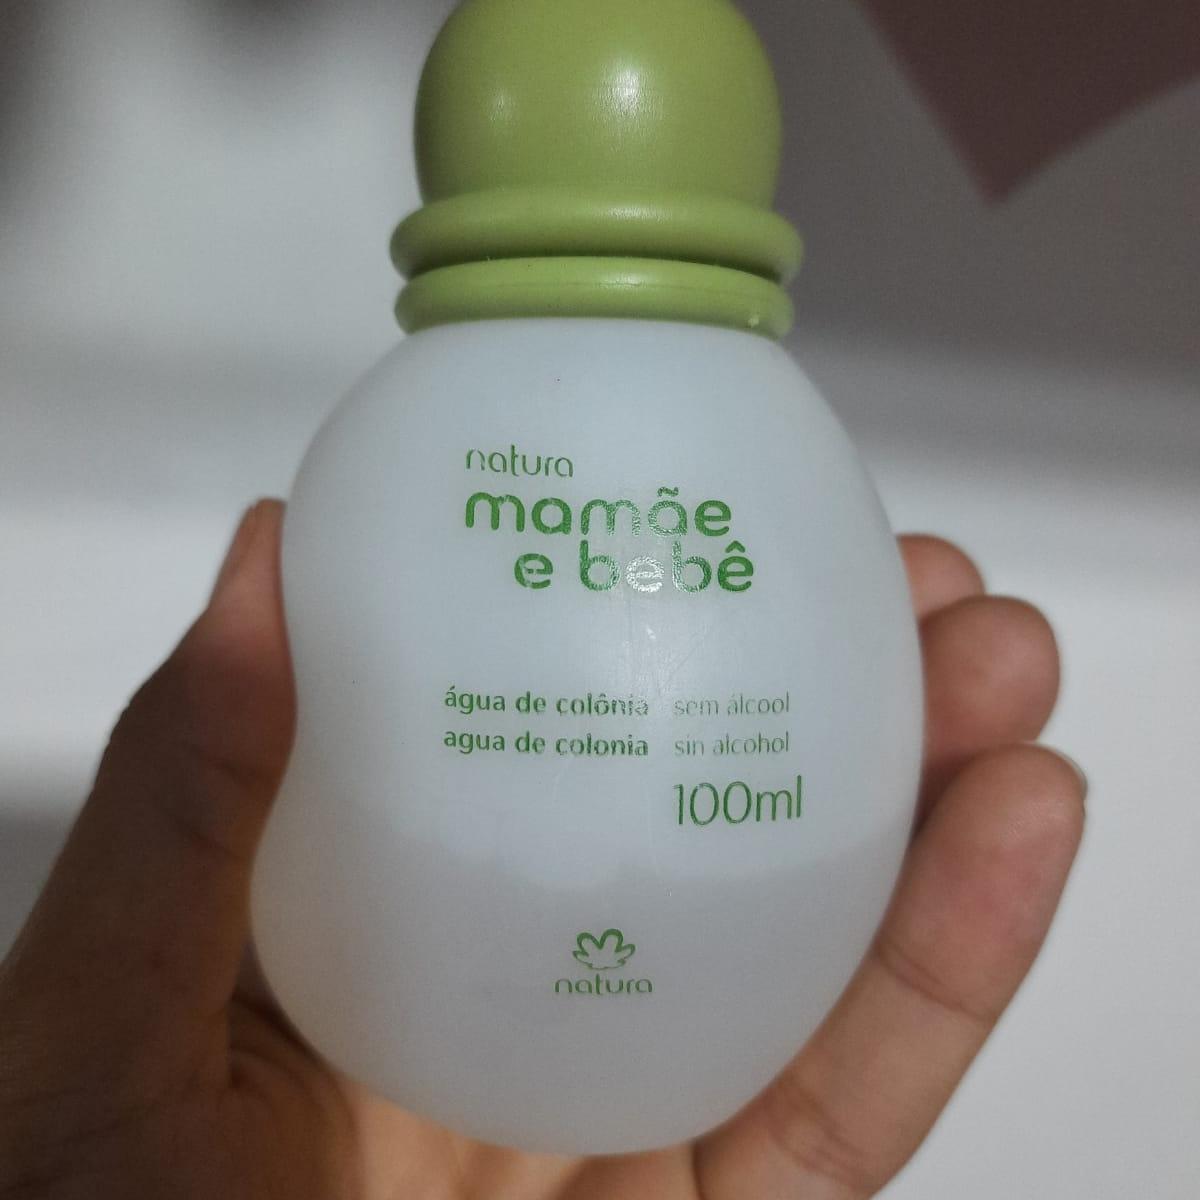 natura
mamãe
e bebê
água de colônia sem álcool
agua de colonia sin alcohol
100ml
natura